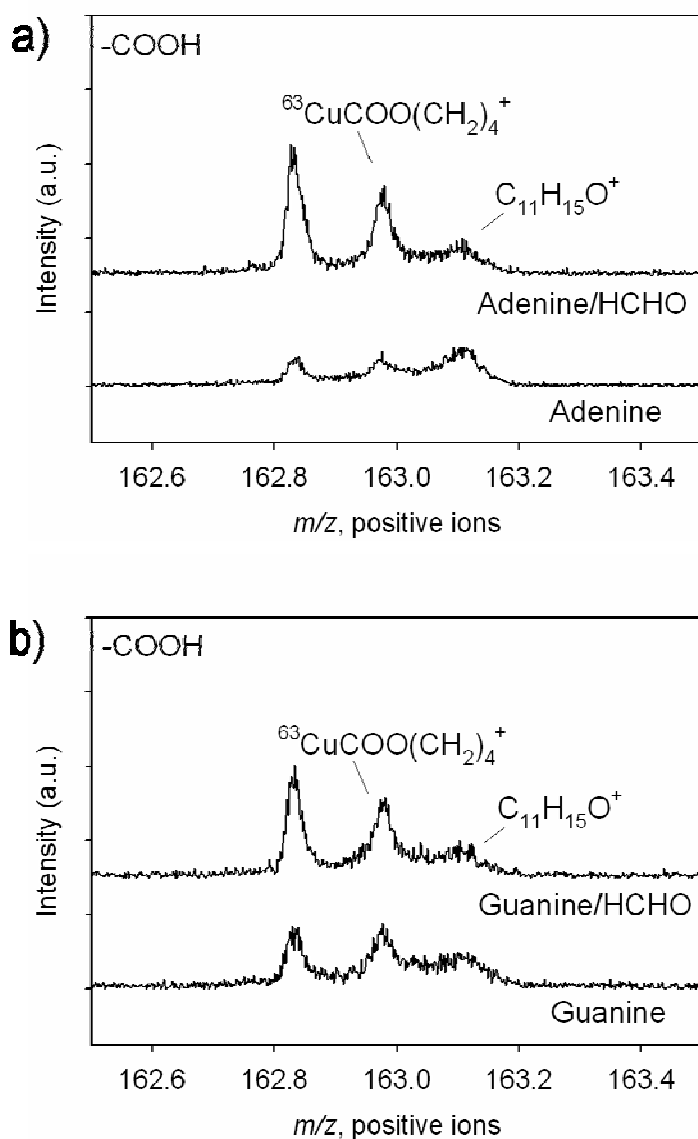 a)
-COOH
⁶³CuCOO(CH₂)₄⁺
C₁₁H₁₅O⁺
Intensity (a.u.)
Adenine/HCHO
Adenine
162.6 162.8 163.0 163.2 163.4
m/z, positive ions
b)
-COOH
⁶³CuCOO(CH₂)₄⁺
C₁₁H₁₅O⁺
Intensity (a.u.)
Guanine/HCHO
Guanine
162.6 162.8 163.0 163.2 163.4
m/z, positive ions